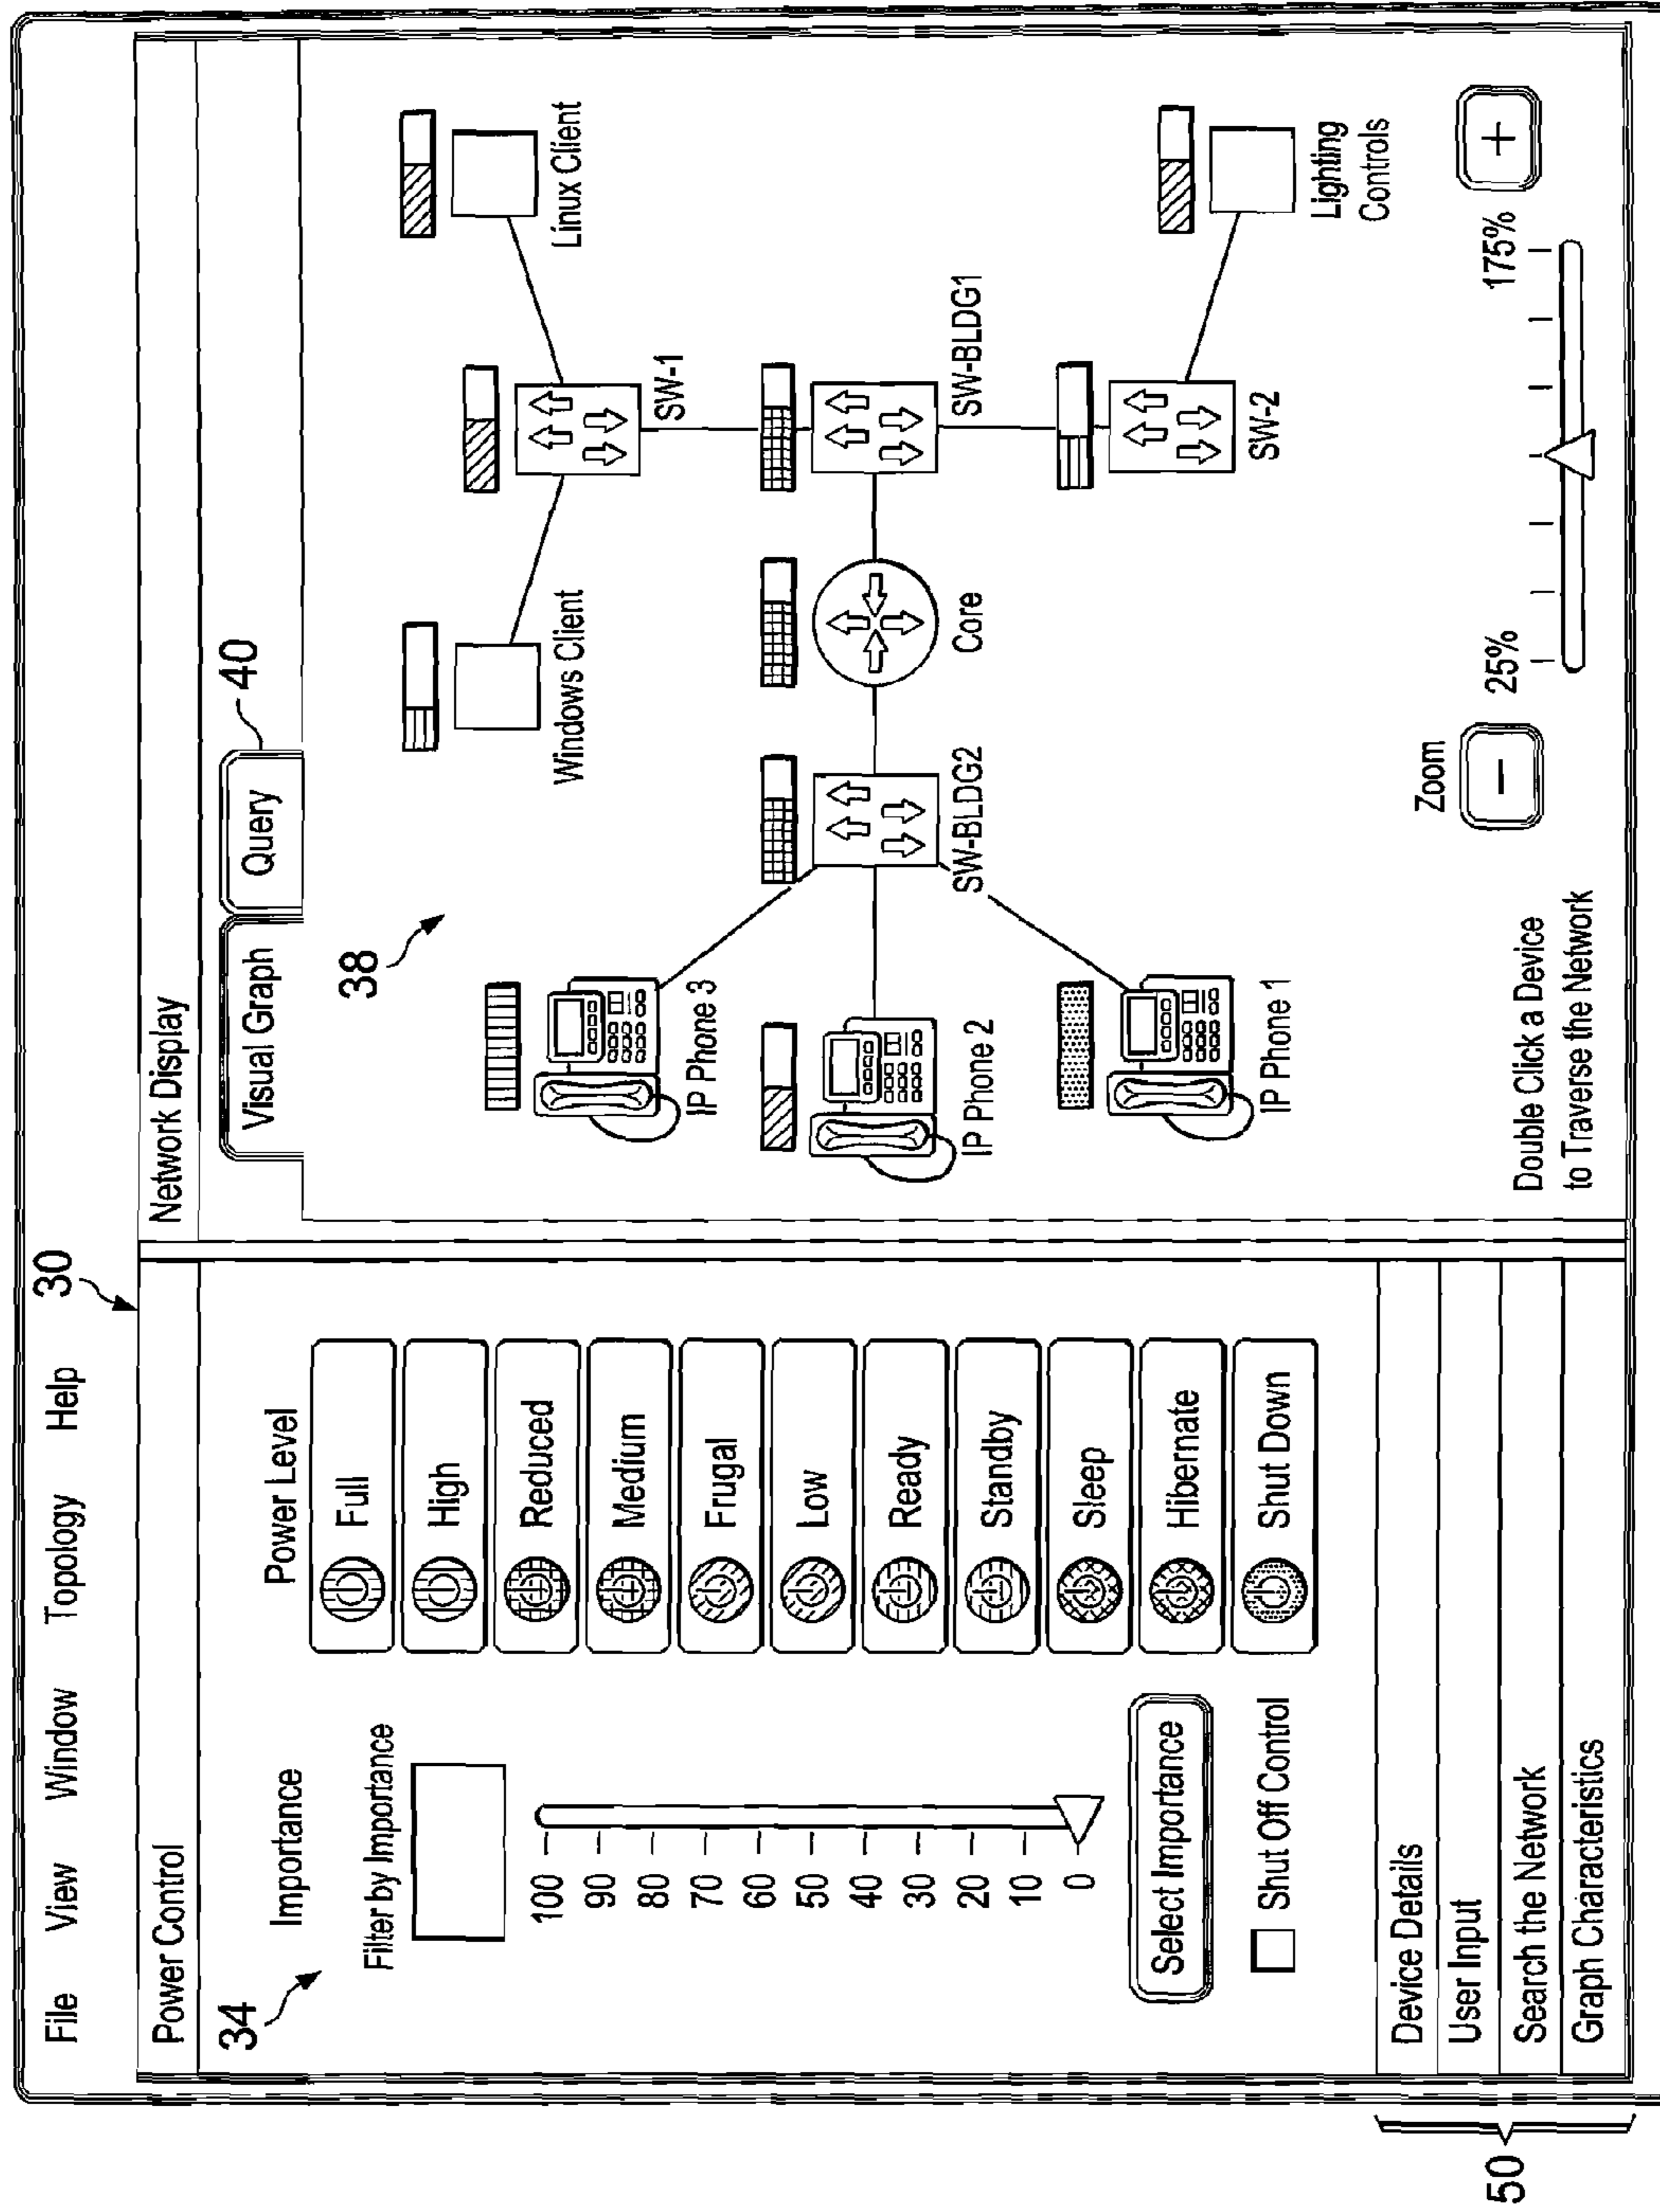 File View Window Topology Help
30
Power Control
Network Display
34
Importance
Filter by Importance
100
90
80
70
60
50
40
30
20
10
0
Select Importance
Shut Off Control
Power Level
Full
High
Reduced
Medium
Frugal
Low
Ready
Standby
Sleep
Hibernate
Shut Down
Device Details
User Input
Search the Network
Graph Characteristics
50
Visual Graph
Query
40
38
Windows Client
Linux Client
IP Phone 3
SW-1
IP Phone 2
SW-BLDG2
Core
SW-BLDG1
IP Phone 1
SW-2
Lighting
Controls
Double Click a Device
to Traverse the Network
Zoom
−
25%
175%
+